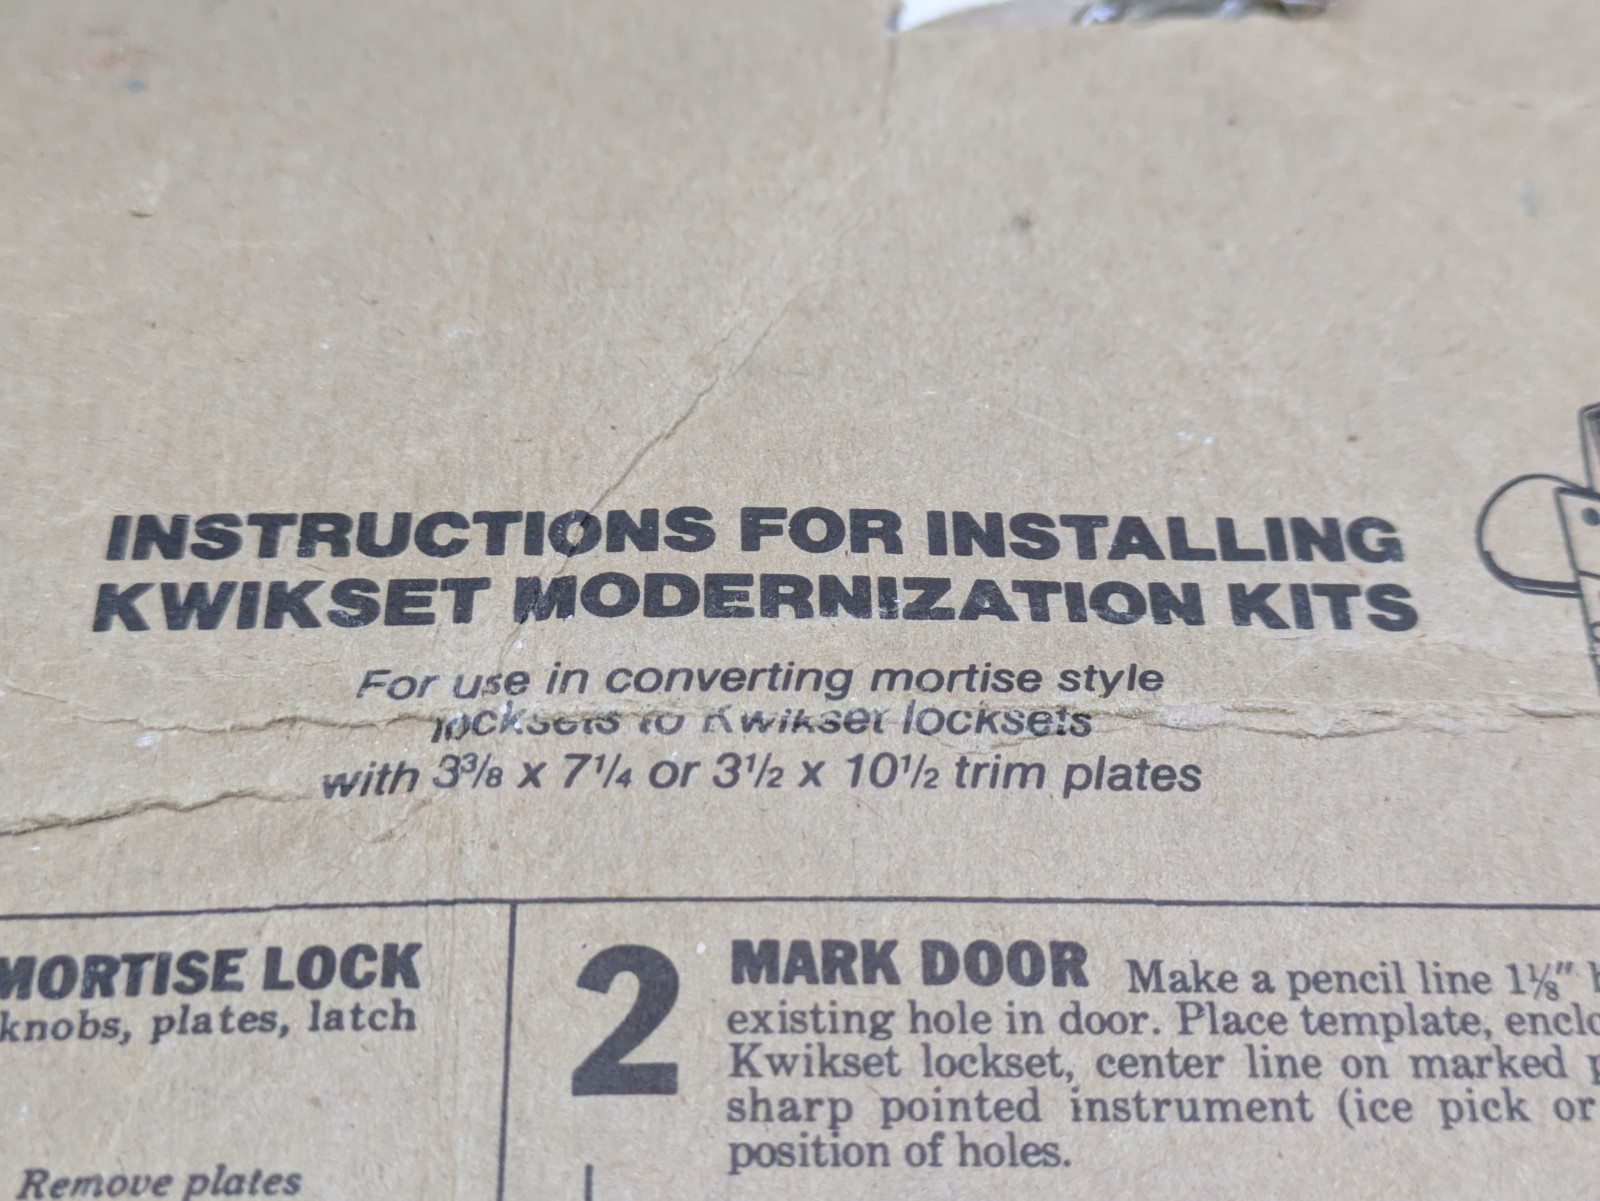 INSTRUCTIONS FOR INSTALLING
KWIKSET MODERNIZATION KITS
For use in converting mortise style
locksets to Kwikset locksets
with 3³/₈ x 7¹/₄ or 3¹/₂ x 10¹/₂ trim plates
MORTISE LOCK
knobs, plates, latch
Remove plates
2 MARK DOOR Make a pencil line 1⅛"
existing hole in door. Place template,
Kwikset lockset, center line on marked
sharp pointed instrument (ice pick or
position of holes.